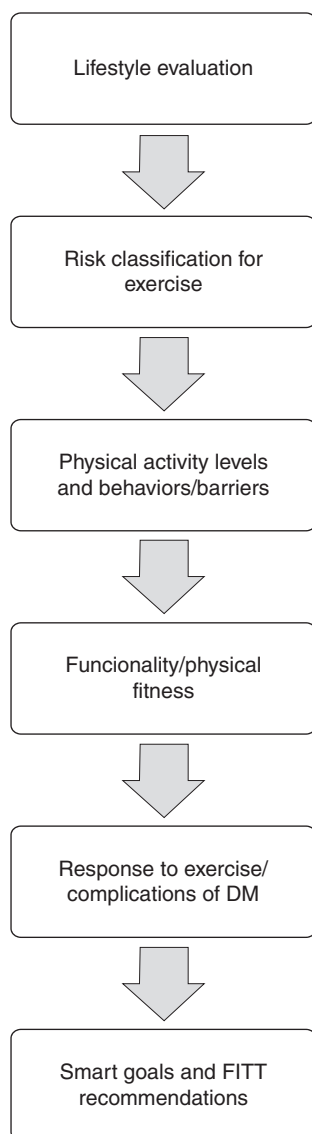 Lifestyle evaluation
Risk classification for
exercise
Physical activity levels
and behaviors/barriers
Funcionality/physical
fitness
Response to exercise/
complications of DM
Smart goals and FITT
recommendations